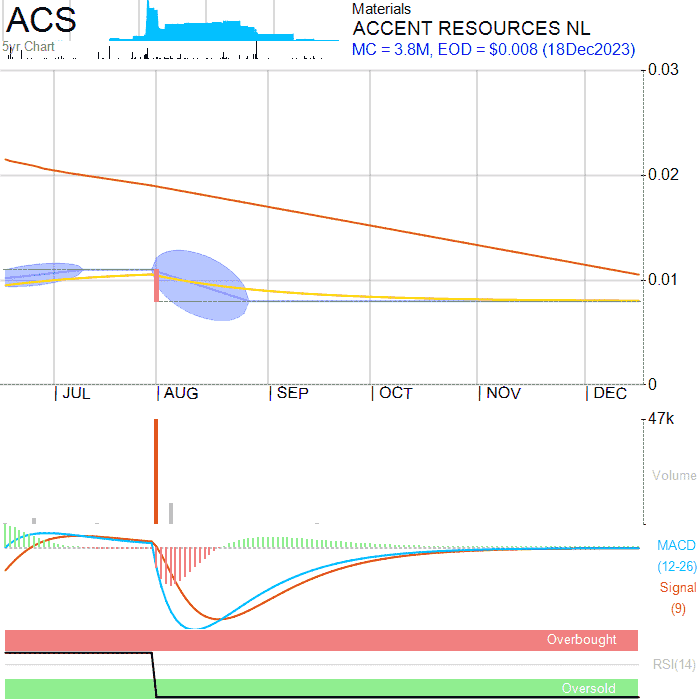 ACS
5yr Chart
Materials
ACCENT RESOURCES NL
MC = 3.8M, EOD = $0.008 (18Dec2023)
0.03
0.02
0.01
0
JUL AUG SEP OCT NOV DEC
47k
Volume
MACD
(12-26)
Signal
(9)
Overbought
RSI(14)
Oversold